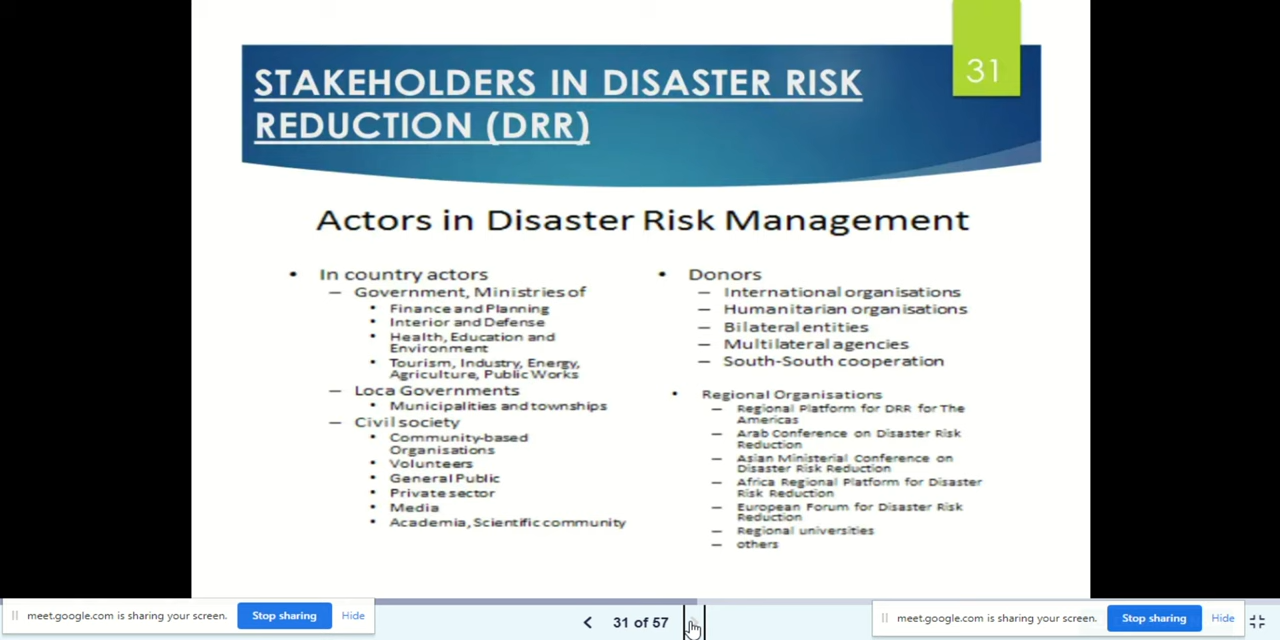 31
STAKEHOLDERS IN DISASTER RISK
REDUCTION (DRR)
Actors in Disaster Risk Management
• In country actors
– Government, Ministries of
• Finance and Planning
• Interior and Defense
• Health, Education and
Environment
• Tourism, Industry, Energy,
Agriculture, Public Works
– Loca Governments
• Municipalities and townships
– Civil society
• Community-based
Organisations
• Volunteers
• General Public
• Private sector
• Media
• Academia, Scientific community
• Donors
– International organisations
– Humanitarian organisations
– Bilateral entities
– Multilateral agencies
– South-South cooperation
• Regional Organisations
– Regional Platform for DRR for The
Americas
– Arab Conference on Disaster Risk
Reduction
– Asian Ministerial Conference on
Disaster Risk Reduction
– Africa Regional Platform for Disaster
Risk Reduction
– European Forum for Disaster Risk
Reduction
– Regional universities
– others
meet.google.com is sharing your screen. Stop sharing Hide
31 of 57
meet.google.com is sharing your screen. Stop sharing Hide